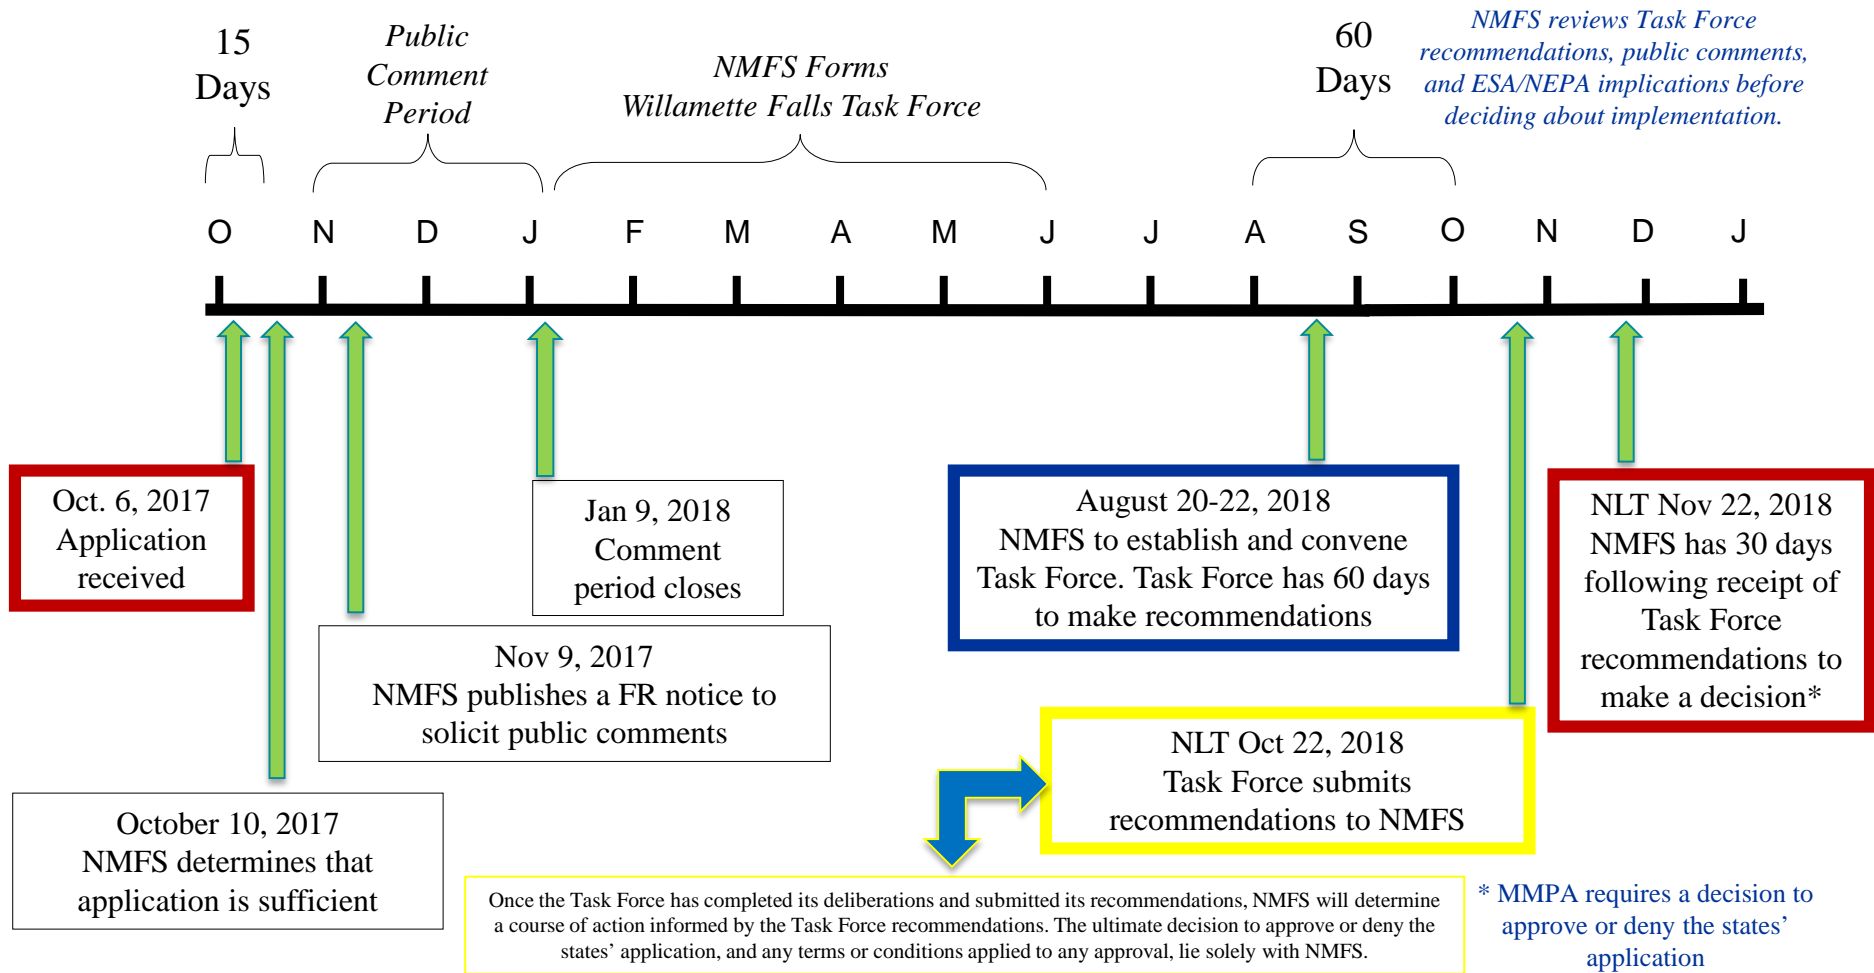 15
Days
Public
Comment
Period
NMFS Forms
Willamette Falls Task Force
60
Days
NMFS reviews Task Force
recommendations, public comments,
and ESA/NEPA implications before
deciding about implementation.
O N D J F M A M J J A S O N D J
Oct. 6, 2017
Application
received
Jan 9, 2018
Comment
period closes
August 20-22, 2018
NMFS to establish and convene
Task Force. Task Force has 60 days
to make recommendations
NLT Nov 22, 2018
NMFS has 30 days
following receipt of
Task Force
recommendations to
make a decision*
Nov 9, 2017
NMFS publishes a FR notice to
solicit public comments
NLT Oct 22, 2018
Task Force submits
recommendations to NMFS
October 10, 2017
NMFS determines that
application is sufficient
Once the Task Force has completed its deliberations and submitted its recommendations, NMFS will determine
a course of action informed by the Task Force recommendations. The ultimate decision to approve or deny the
states’ application, and any terms or conditions applied to any approval, lie solely with NMFS.
* MMPA requires a decision to
approve or deny the states’
application